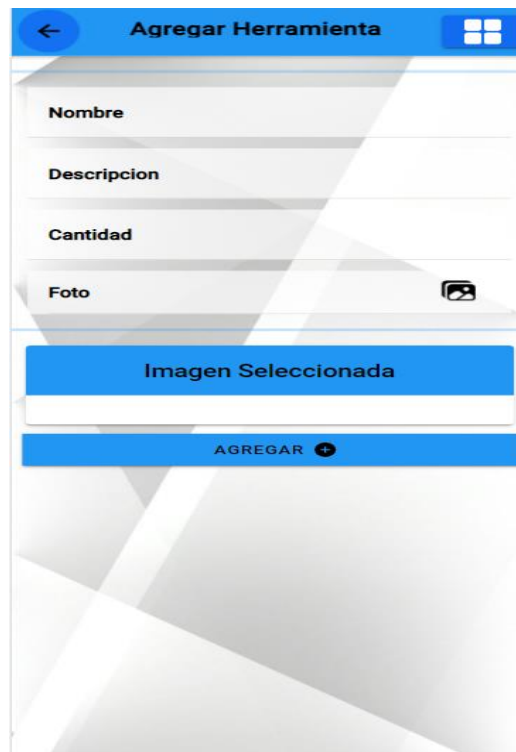 Agregar Herramienta
Nombre
Descripcion
Cantidad
Foto
Imagen Seleccionada
AGREGAR